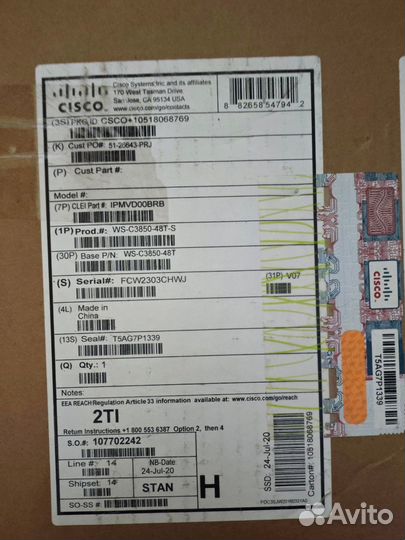 CISCO
Cisco Systems, Inc and its affiliates
170 West Tasman Drive
San Jose, CA 95134 USA
www.cisco.com/go/contacts
8 82658 54794 2
(3S) PKG ID CSCO+10518068769
(K) Cust PO#: 51-26643-PRJ
(P) Cust Part #:
Model #:
(7P) CLEI Part #: IPMVD00BRB
(1P) Prod.#: WS-C3850-48T-S
(30P) Base P/N: WS-C3850-48T
(S) Serial#: FCW2303CHWJ
(31P) V07
(4L) Made in
China
(13S) Seal#: T5AG7P1339
(Q) Qty.: 1
Notes:
EEA REACH Regulation Article 33 information available at: www.cisco.com/go/reach
2TI
Return Instructions +1 800 553 6387 Option 2, then 4
S.O.#: 107702242
Line #: 14
NB-Date:
24-Jul-20
Shipset: 14
STAN
SO-SS #:
H
SSD: 24-Jul-20
Carton#: 10518068769
CISCO
T5AG7P1339
Avito